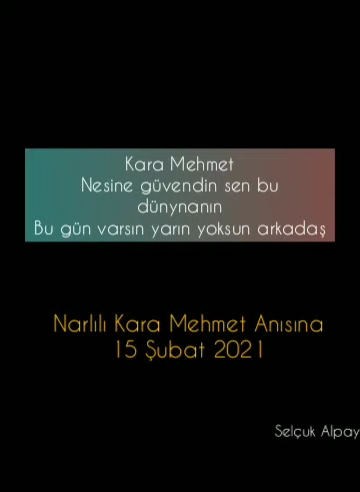 Kara Mehmet
Nesine güvendin sen bu
dünynanın
Bu gün varsın yarın yoksun arkadaş
Narlılı Kara Mehmet Anısına
15 Şubat 2021
Selçuk Alpay